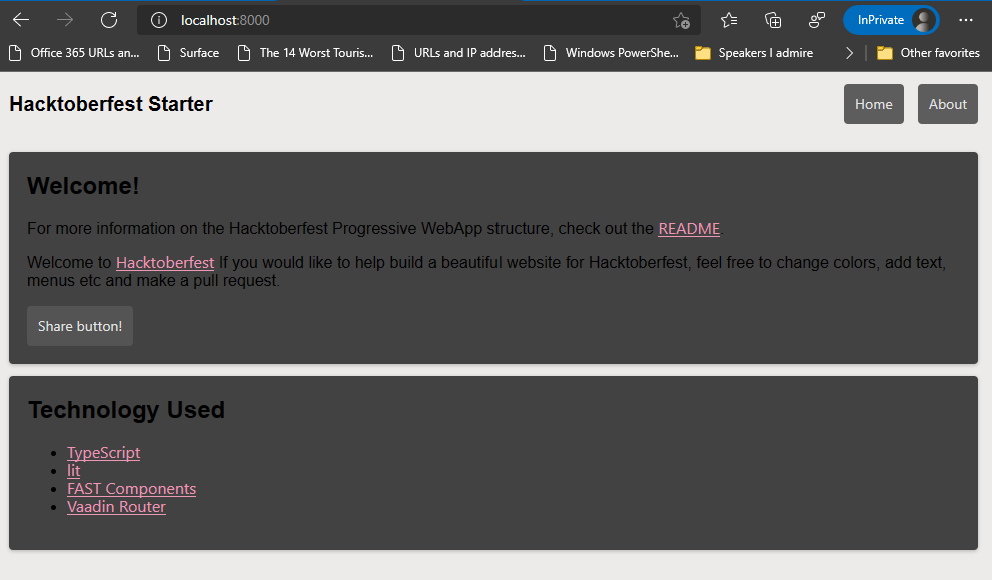 localhost:8000
InPrivate
Office 365 URLs an... Surface The 14 Worst Touris... URLs and IP addres... Windows PowerShe... Speakers I admire Other favorites
Hacktoberfest Starter Home About
Welcome!
For more information on the Hacktoberfest Progressive WebApp structure, check out the README
Welcome to Hacktoberfest If you would like to help build a beautiful website for Hacktoberfest, feel free to change colors, add text,
menus etc and make a pull request.
Share button!
Technology Used
TypeScript
lit
FAST Components
Vaadin Router